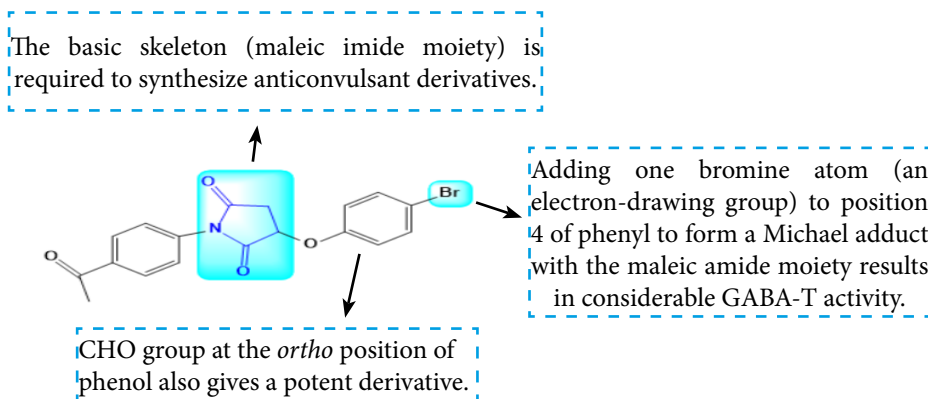 The basic skeleton (maleic imide moiety) is
required to synthesize anticonvulsant derivatives.
O
N
O
O
O
Br
Adding one bromine atom (an
electron-drawing group) to position
4 of phenyl to form a Michael adduct
with the maleic amide moiety results
in considerable GABA-T activity.
CHO group at the ortho position of
phenol also gives a potent derivative.